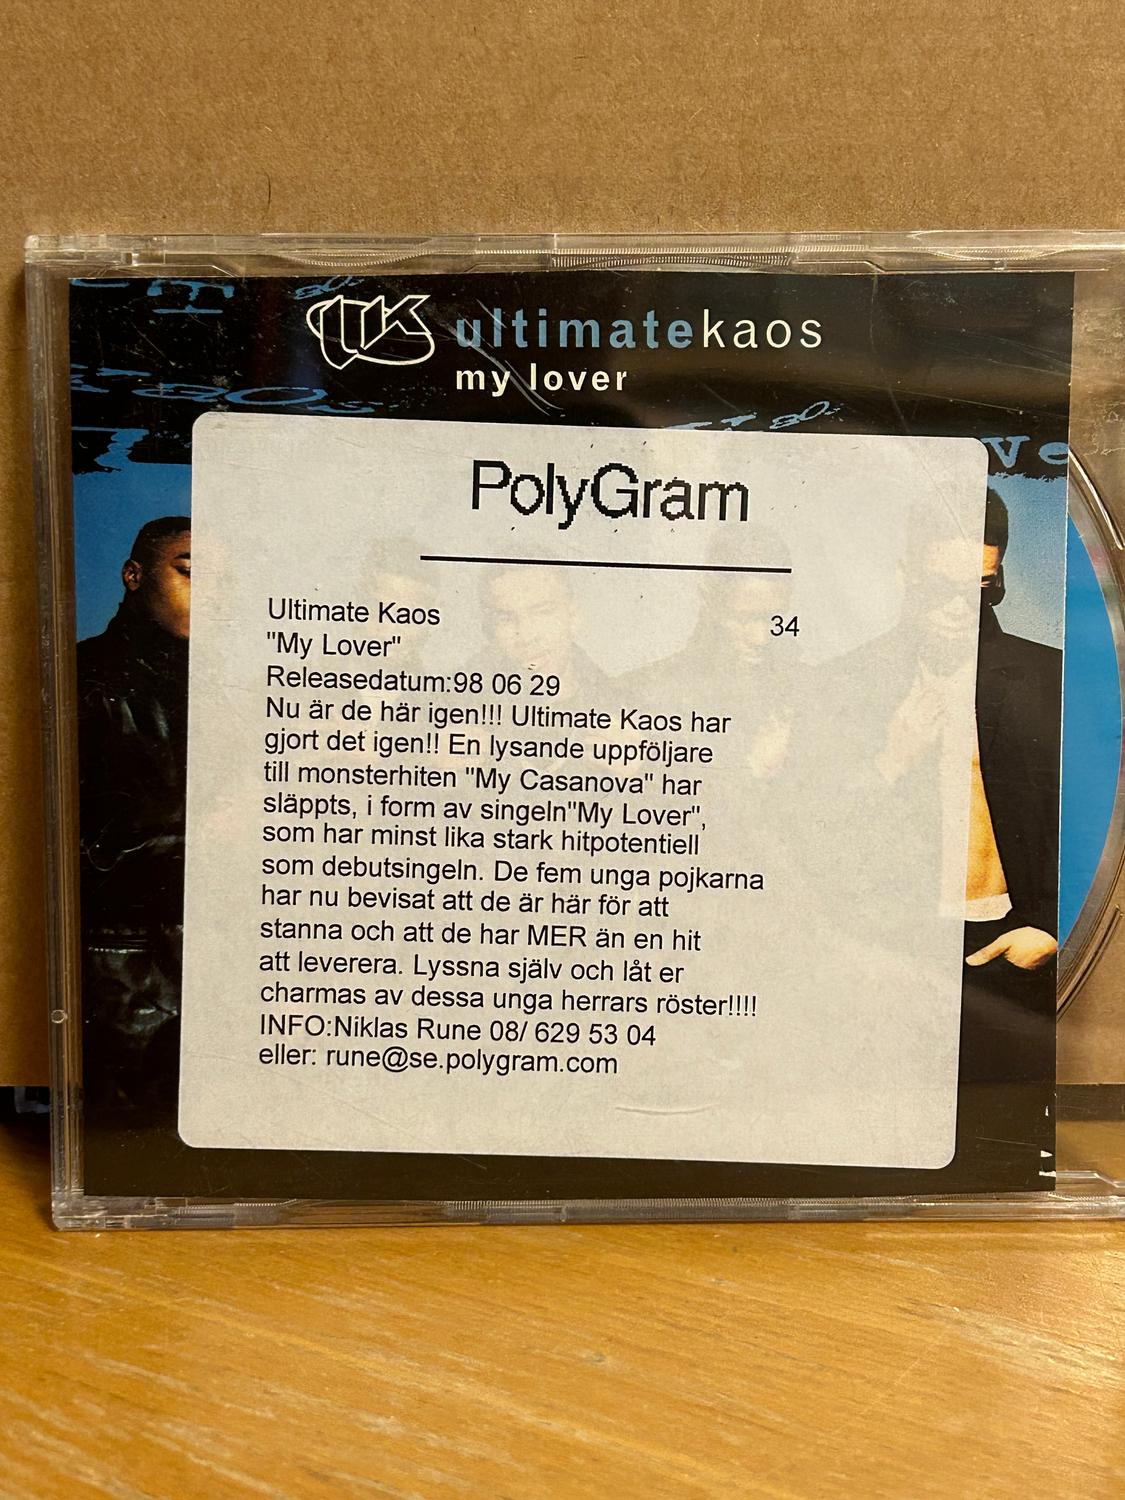 ultimatekaos
my lover
PolyGram
Ultimate Kaos 34
"My Lover"
Releasedatum:98 06 29
Nu är de här igen!!! Ultimate Kaos har
gjort det igen!! En lysande uppföljare
till monsterhiten "My Casanova" har
släppts, i form av singeln"My Lover",
som har minst lika stark hitpotentiell
som debutsingeln. De fem unga pojkarna
har nu bevisat att de är här för att
stanna och att de har MER än en hit
att leverera. Lyssna själv och låt er
charmas av dessa unga herrars röster!!!!
INFO:Niklas Rune 08/ 629 53 04
eller: rune@se.polygram.com